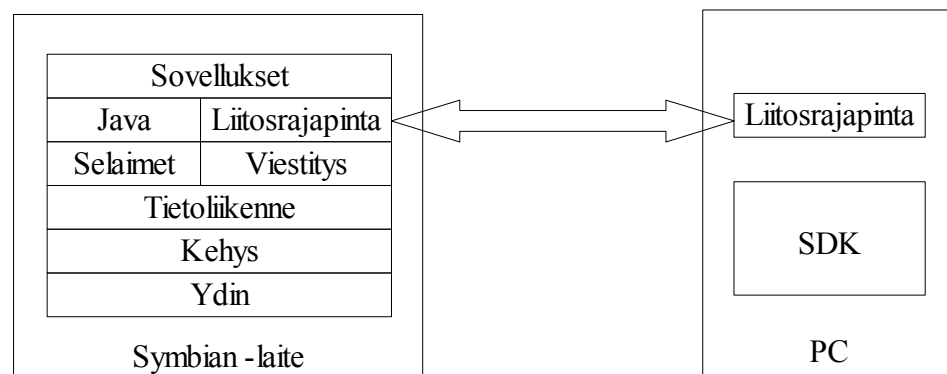 Sovellukset
Java
Liitosrajapinta
Selaimet
Viestitys
Tietoliikenne
Kehys
Ydin
Symbian -laite
Liitosrajapinta
SDK
PC